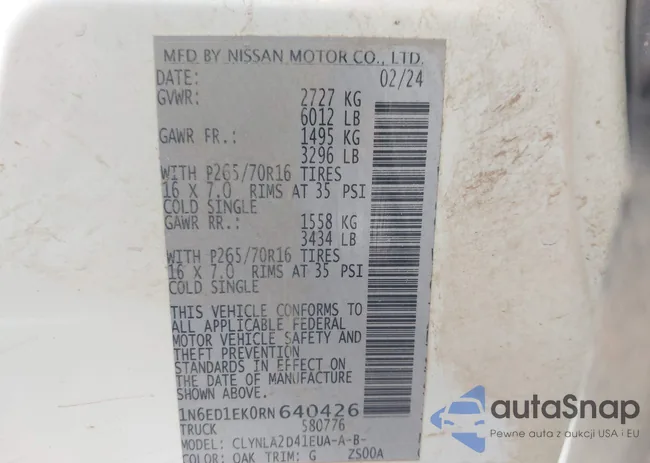 MFD BY NISSAN MOTOR CO., LTD.
DATE: 02/24
GVWR: 2727 KG
6012 LB
GAWR FR.: 1495 KG
3296 LB
WITH P265/70R16 TIRES
16 X 7.0 RIMS AT 35 PSI
COLD SINGLE
GAWR RR.: 1558 KG
3434 LB
WITH P265/70R16 TIRES
16 X 7.0 RIMS AT 35 PSI
COLD SINGLE
THIS VEHICLE CONFORMS TO
ALL APPLICABLE FEDERAL
MOTOR VEHICLE SAFETY AND
THEFT PREVENTION
STANDARDS IN EFFECT ON
THE DATE OF MANUFACTURE
SHOWN ABOVE.
1N6ED1EK0RN640426
TRUCK 580776
MODEL: CLYNLA2D41EUA-A-B-
COLOR: QAK TRIM: G ZS00A
autoSnap
Pewne auto z aukcji USA i EU